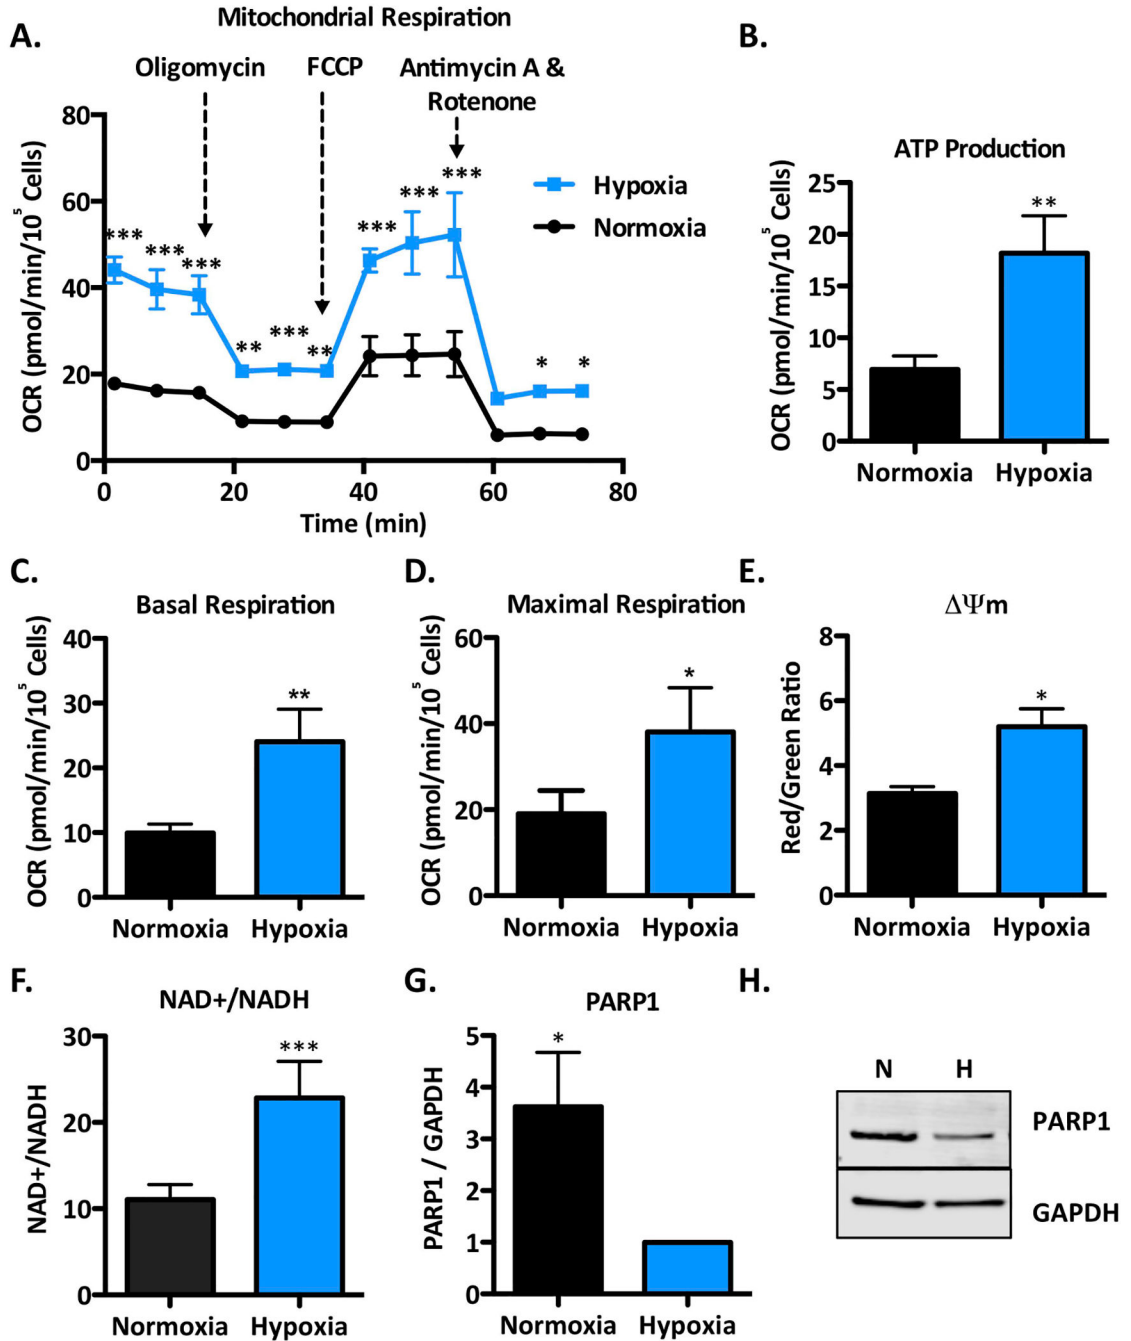 A.
Mitochondrial Respiration
Oligomycin
FCCP
Antimycin A &
Rotenone
OCR (pmol/min/10⁵ Cells)
80
60
40
20
0
***
***
***
**
***
**
***
***
***
*
*
Hypoxia
Normoxia
0 20 40 60 80
Time (min)
B.
ATP Production
OCR (pmol/min/10⁵ Cells)
25
20
15
10
5
0
**
Normoxia Hypoxia
C.
Basal Respiration
OCR (pmol/min/10⁵ Cells)
40
30
20
10
0
**
Normoxia Hypoxia
D.
Maximal Respiration
OCR (pmol/min/10⁵ Cells)
60
40
20
0
*
Normoxia Hypoxia
E.
ΔΨm
Red/Green Ratio
8
6
4
2
0
*
Normoxia Hypoxia
F.
NAD+/NADH
NAD+/NADH
30
20
10
0
***
Normoxia Hypoxia
G.
PARP1
PARP1 / GAPDH
5
4
3
2
1
0
*
Normoxia Hypoxia
H.
N H
PARP1
GAPDH